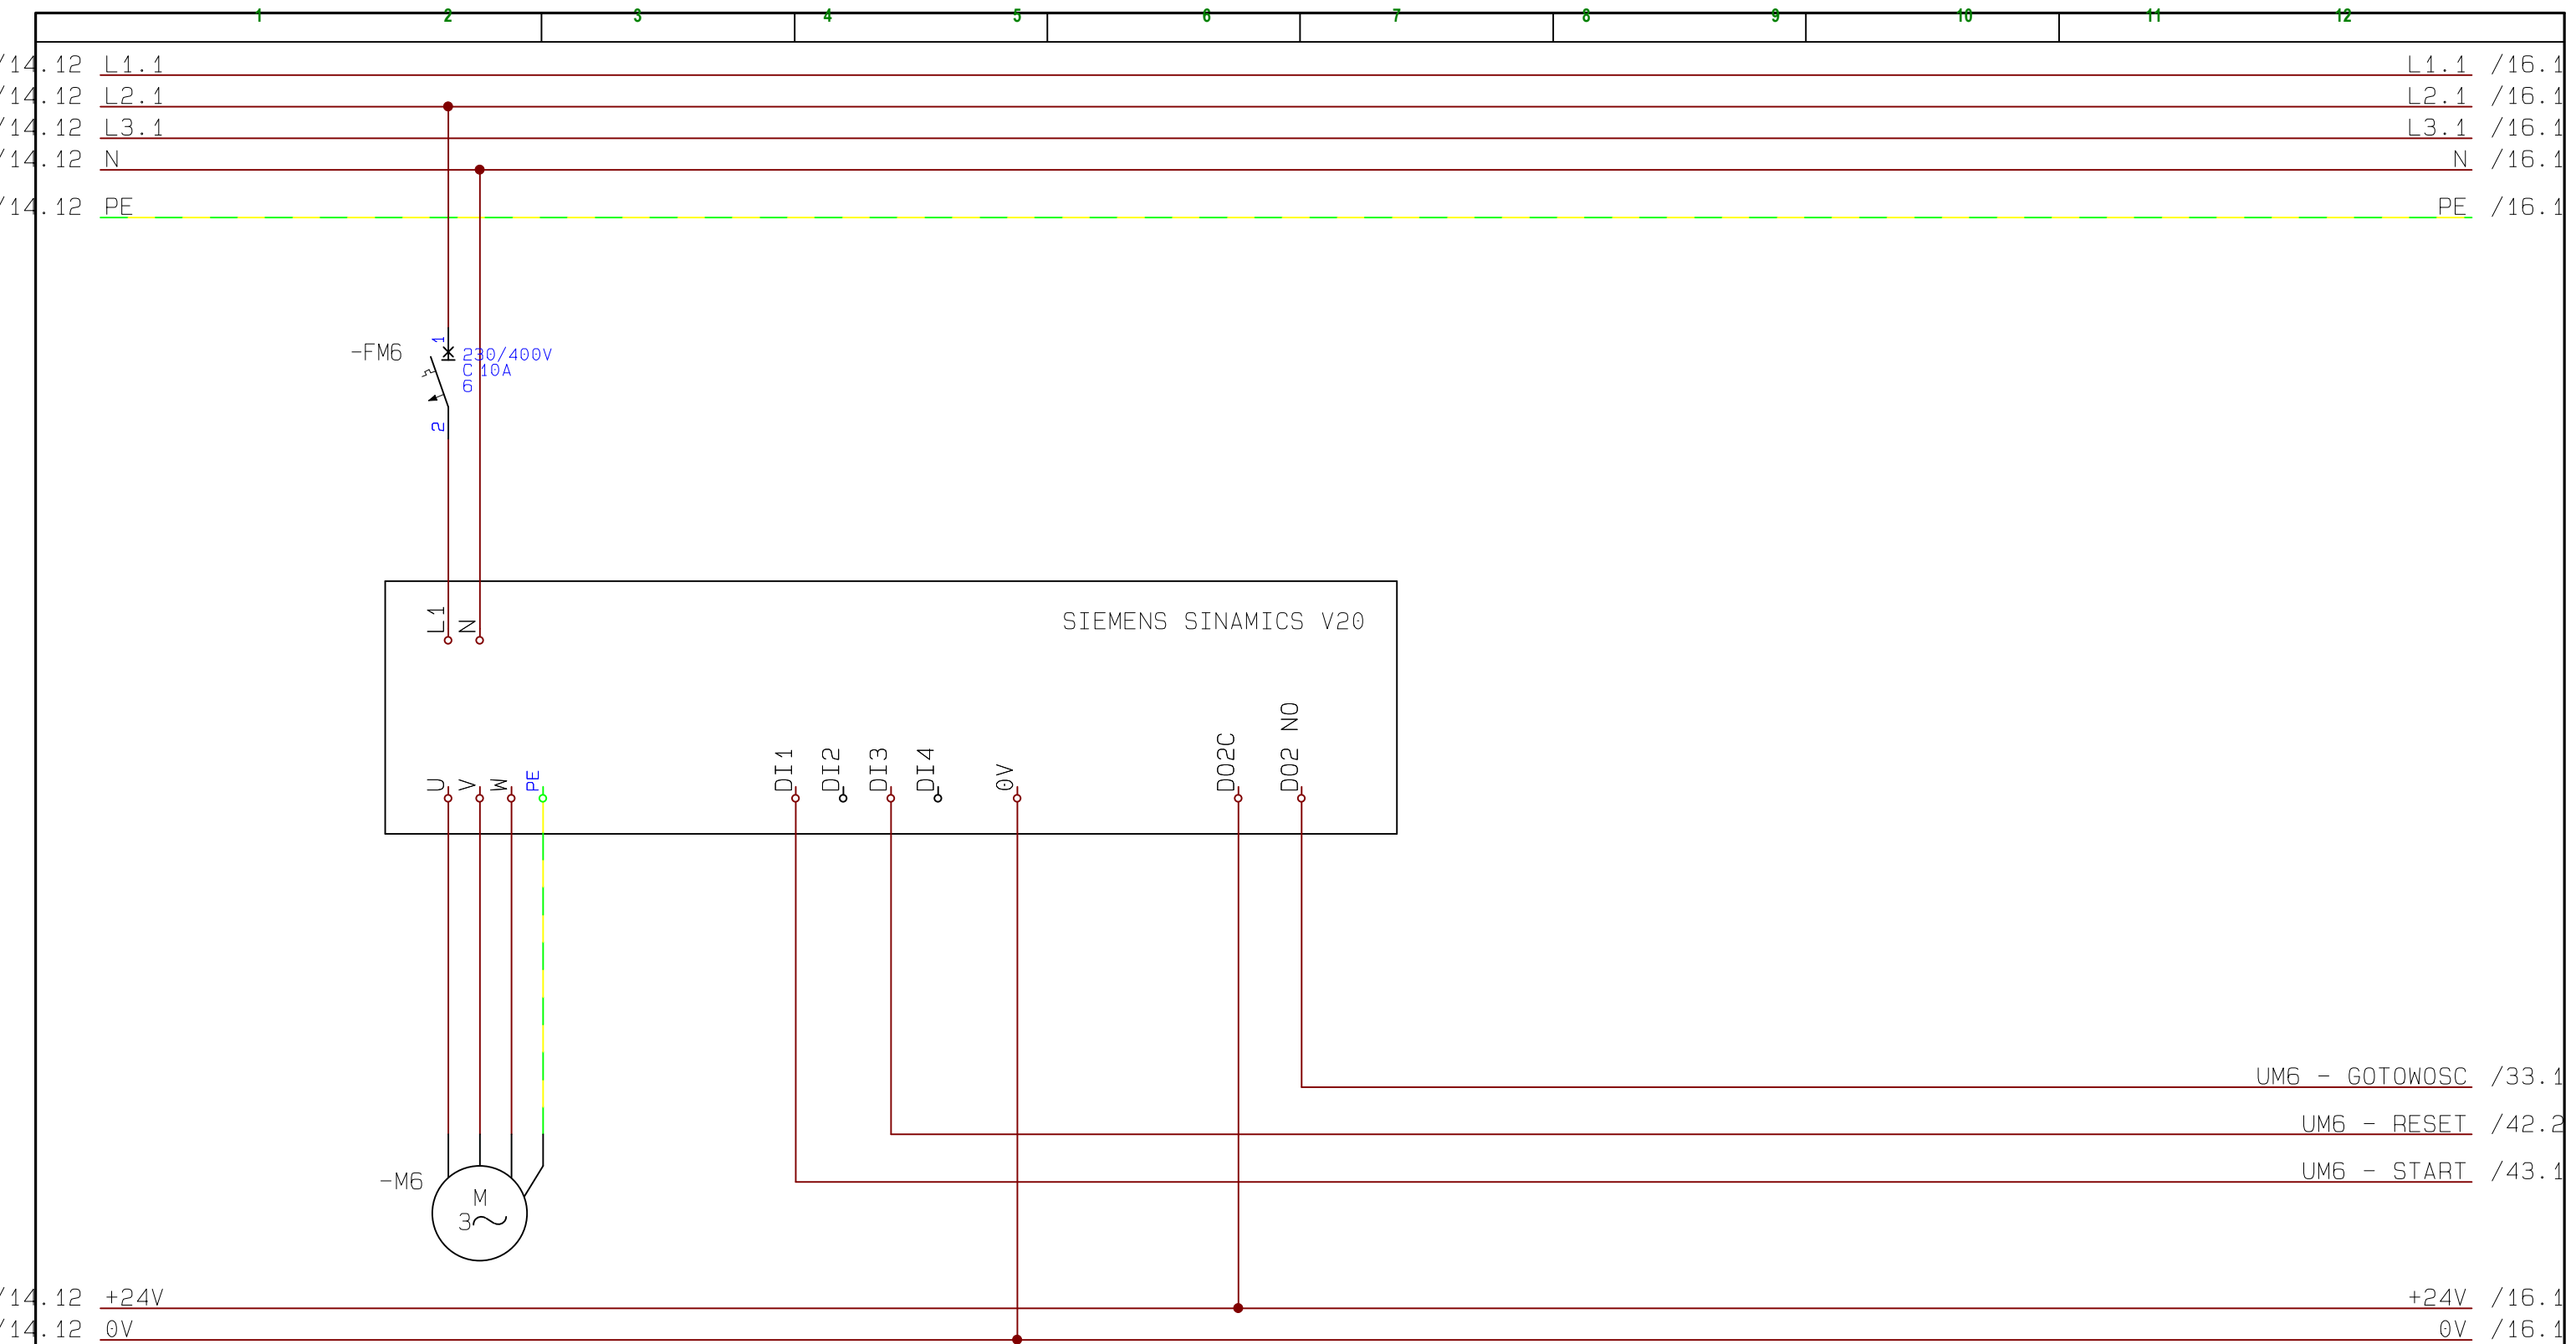 1 2 3 4 5 6 7 8 9 10 11 12
/14.12 L1.1 L1.1 /16.1
/14.12 L2.1 L2.1 /16.1
/14.12 L3.1 L3.1 /16.1
/14.12 N N /16.1
/14.12 PE PE /16.1
-FM6 1 230/400V
C 10A
6
2
L1 N SIEMENS SINAMICS V20
U V W PE DI1 DI2 DI3 DI4 0V DO2C DO2 NO
UM6 - GOTOWOSC /33.1
UM6 - RESET /42.2
UM6 - START /43.1
-M6
M
3~
/14.12 +24V +24V /16.1
/14.12 0V 0V /16.1